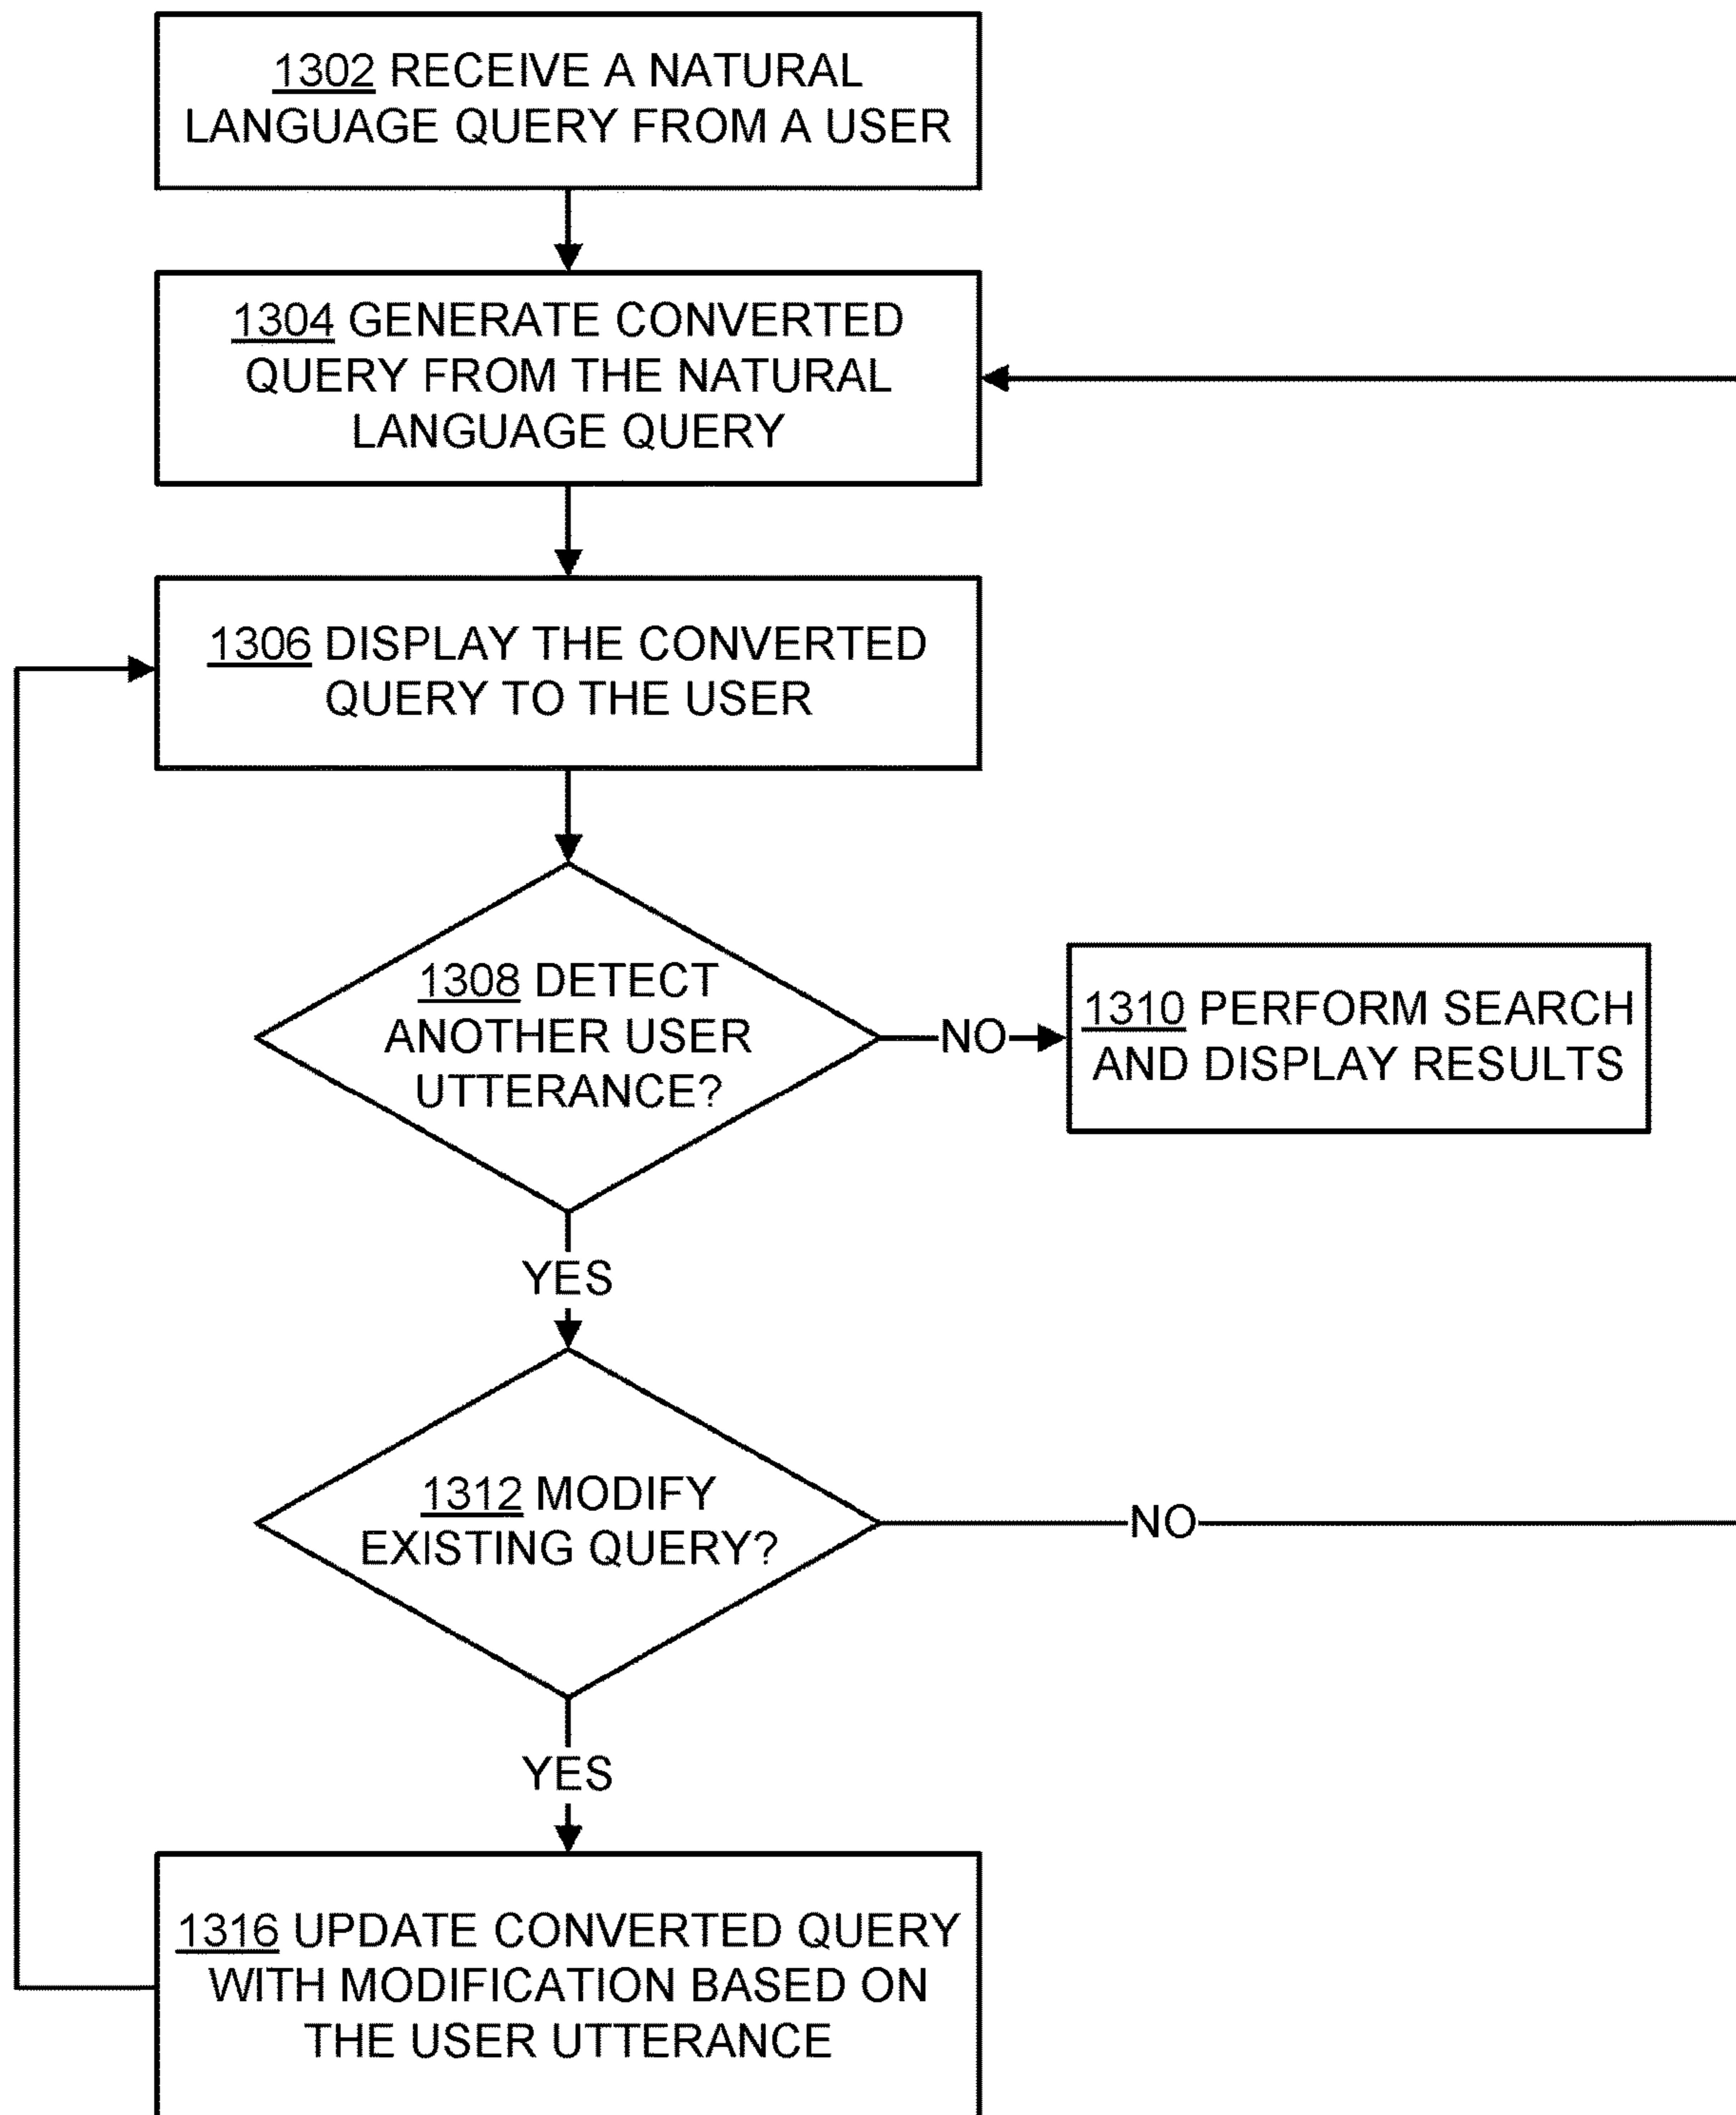 1302 RECEIVE A NATURAL
LANGUAGE QUERY FROM A USER
1304 GENERATE CONVERTED
QUERY FROM THE NATURAL
LANGUAGE QUERY
1306 DISPLAY THE CONVERTED
QUERY TO THE USER
1308 DETECT
ANOTHER USER
UTTERANCE?
NO
1310 PERFORM SEARCH
AND DISPLAY RESULTS
YES
1312 MODIFY
EXISTING QUERY?
NO
YES
1316 UPDATE CONVERTED QUERY
WITH MODIFICATION BASED ON
THE USER UTTERANCE